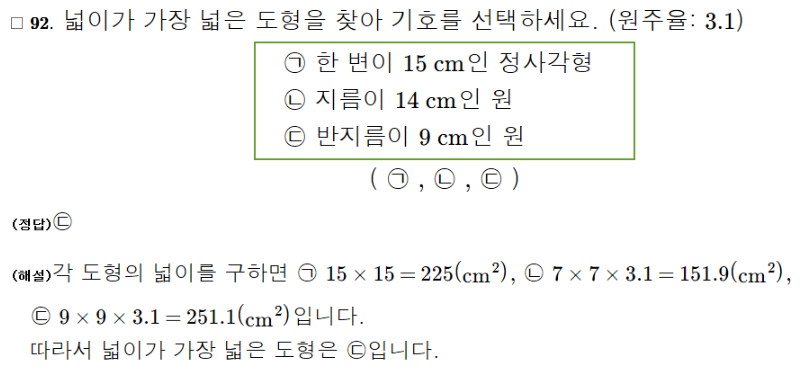 □ 92. 넓이가 가장 넓은 도형을 찾아 기호를 선택하세요. (원주율: 3.1)
㉠ 한 변이 15 cm인 정사각형
㉡ 지름이 14 cm인 원
㉢ 반지름이 9 cm인 원
( ㉠ , ㉡ , ㉢ )
(정답)㉢
(해설)각 도형의 넓이를 구하면 ㉠ 15 × 15 = 225(cm²), ㉡ 7 × 7 × 3.1 = 151.9(cm²),
㉢ 9 × 9 × 3.1 = 251.1(cm²)입니다.
따라서 넓이가 가장 넓은 도형은 ㉢입니다.